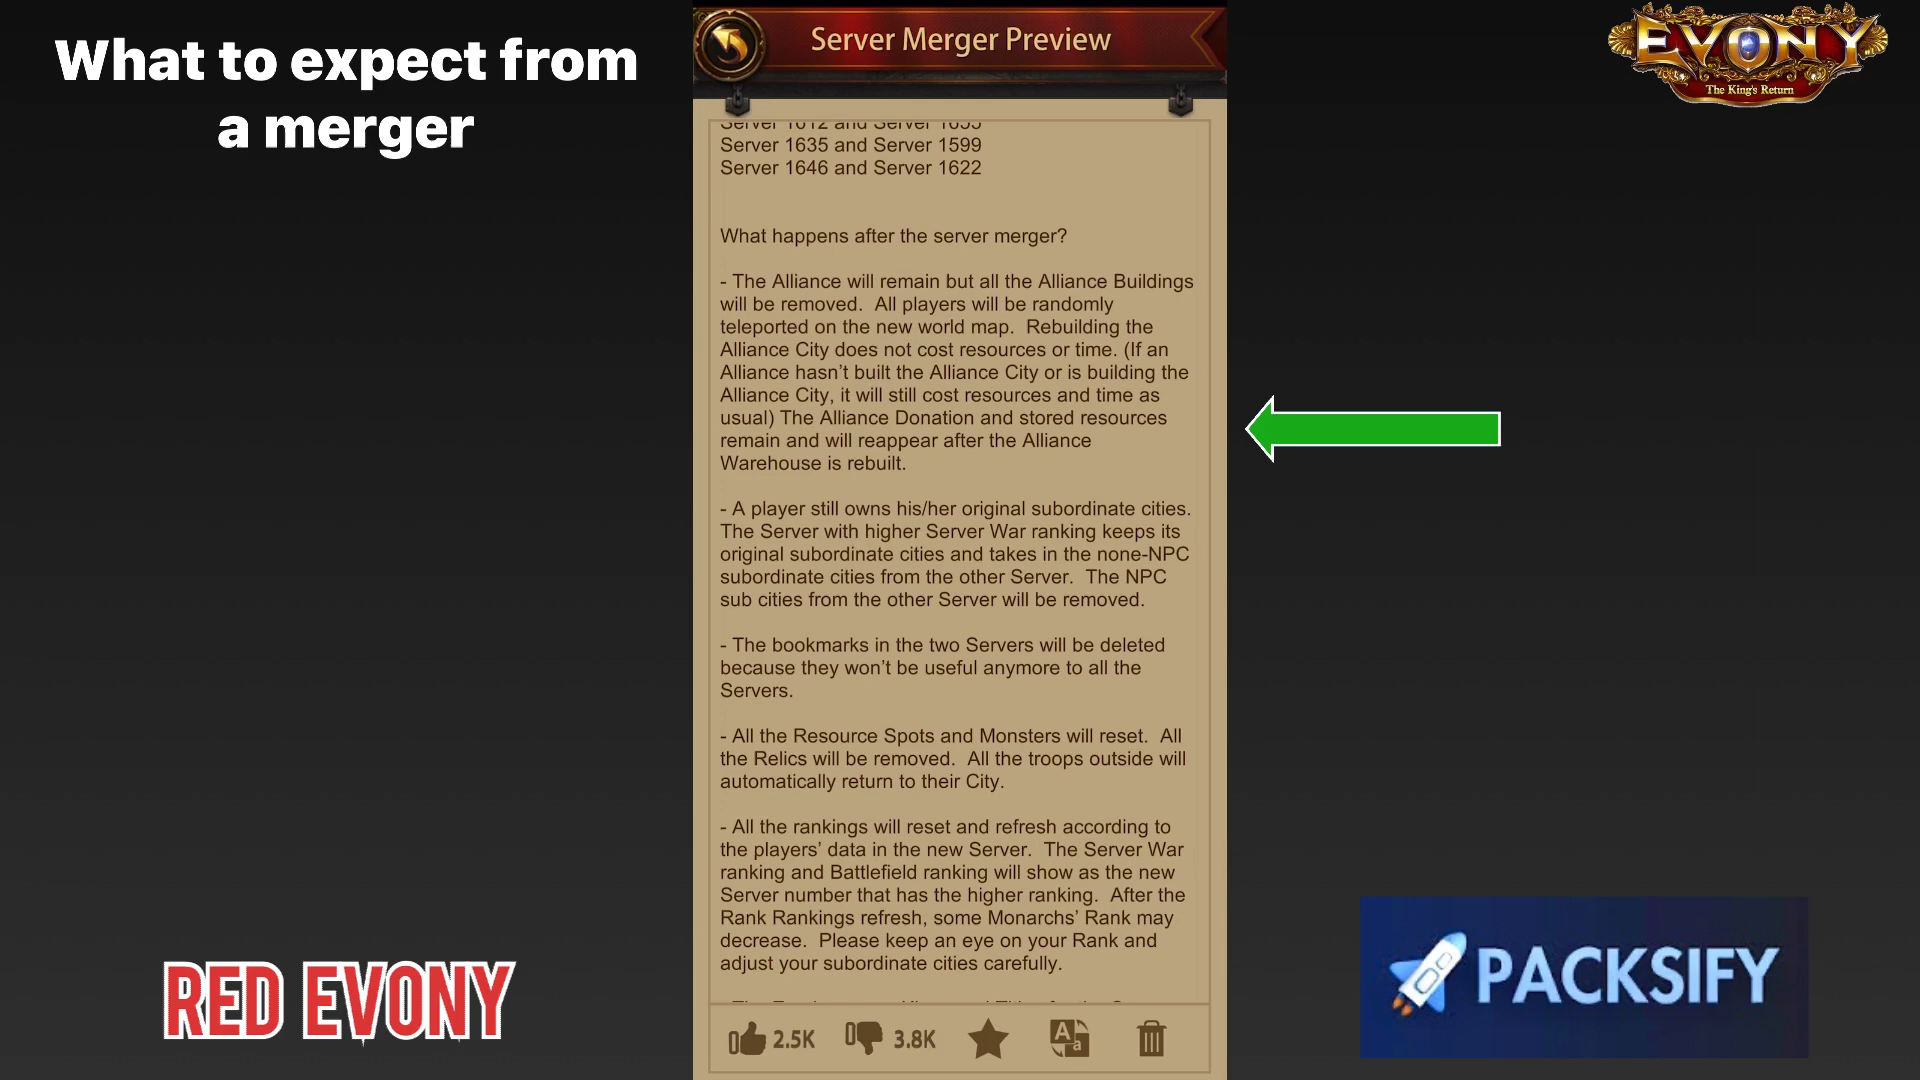 What to expect from
a merger
Server Merger Preview
EVONY
The King's Return
Server 1635 and Server 1599
Server 1646 and Server 1622
What happens after the server merger?
- The Alliance will remain but all the Alliance Buildings
will be removed.  All players will be randomly
teleported on the new world map.  Rebuilding the
Alliance City does not cost resources or time. (If an
Alliance hasn't built the Alliance City or is building the
Alliance City, it will still cost resources and time as
usual) The Alliance Donation and stored resources
remain and will reappear after the Alliance
Warehouse is rebuilt.
- A player still owns his/her original subordinate cities.
The Server with higher Server War ranking keeps its
original subordinate cities and takes in the none-NPC
subordinate cities from the other Server.  The NPC
sub cities from the other Server will be removed.
- The bookmarks in the two Servers will be deleted
because they won't be useful anymore to all the
Servers.
- All the Resource Spots and Monsters will reset.  All
the Relics will be removed.  All the troops outside will
automatically return to their City.
- All the rankings will reset and refresh according to
the players' data in the new Server.  The Server War
ranking and Battlefield ranking will show as the new
Server number that has the higher ranking.  After the
Rank Rankings refresh, some Monarchs' Rank may
decrease.  Please keep an eye on your Rank and
adjust your subordinate cities carefully.
2.5K
3.8K
A a
RED EVONY
PACKSIFY